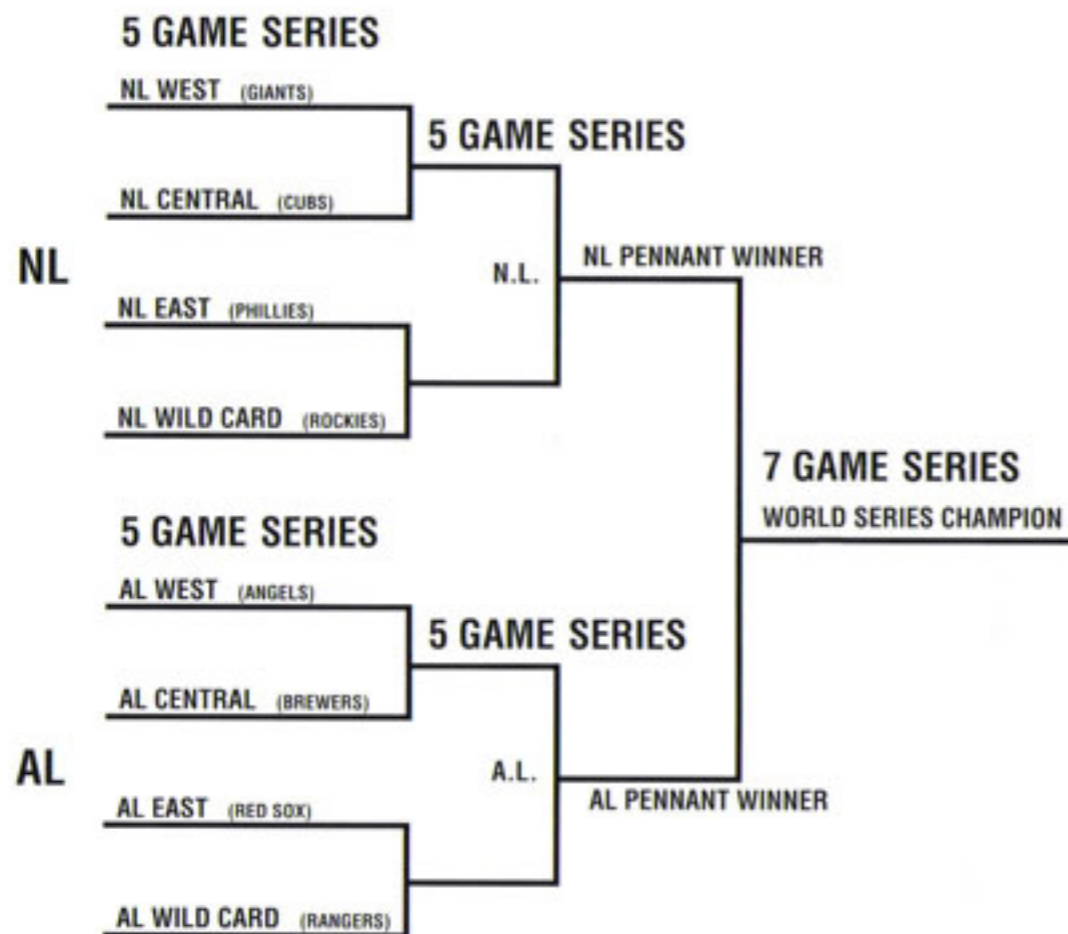 5 GAME SERIES
NL WEST (GIANTS)
5 GAME SERIES
NL CENTRAL (CUBS)
NL
N.L.
NL PENNANT WINNER
NL EAST (PHILLIES)
NL WILD CARD (ROCKIES)
7 GAME SERIES
WORLD SERIES CHAMPION
5 GAME SERIES
AL WEST (ANGELS)
5 GAME SERIES
AL CENTRAL (BREWERS)
AL
A.L.
AL PENNANT WINNER
AL EAST (RED SOX)
AL WILD CARD (RANGERS)